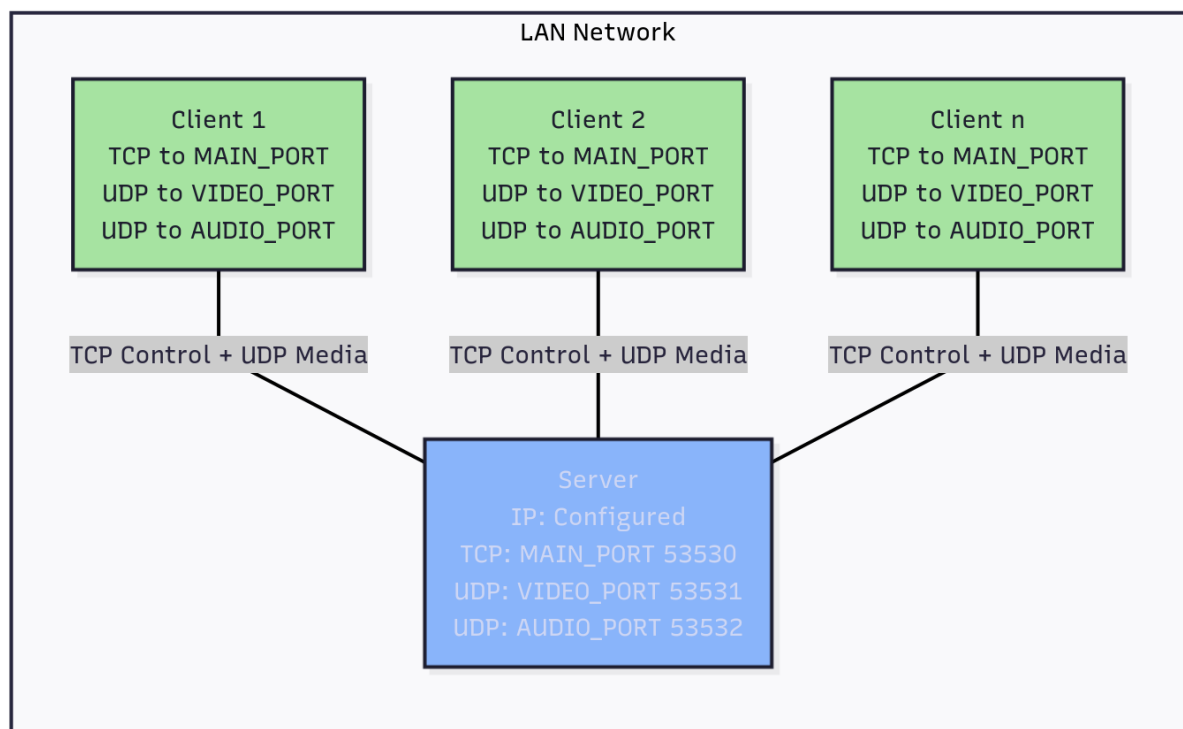 LAN Network
Client 1
TCP to MAIN_PORT
UDP to VIDEO_PORT
UDP to AUDIO_PORT
Client 2
TCP to MAIN_PORT
UDP to VIDEO_PORT
UDP to AUDIO_PORT
Client n
TCP to MAIN_PORT
UDP to VIDEO_PORT
UDP to AUDIO_PORT
TCP Control + UDP Media
TCP Control + UDP Media
TCP Control + UDP Media
Server
IP: Configured
TCP: MAIN_PORT 53530
UDP: VIDEO_PORT 53531
UDP: AUDIO_PORT 53532